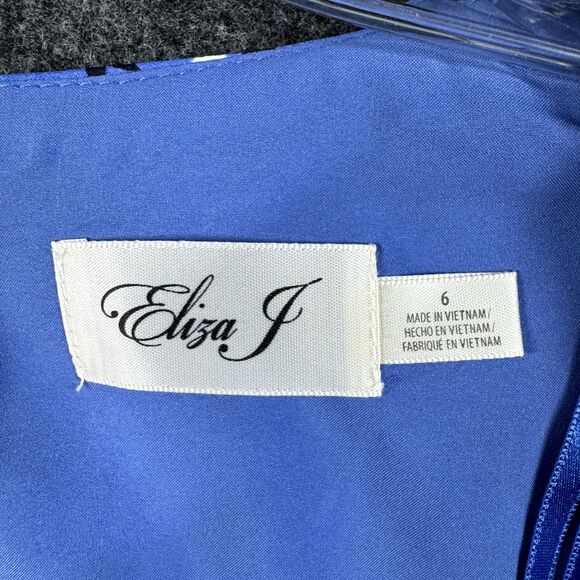 Eliza J
6
MADE IN VIETNAM/
HECHO EN VIETNAM/
FABRIQUÉ EN VIETNAM